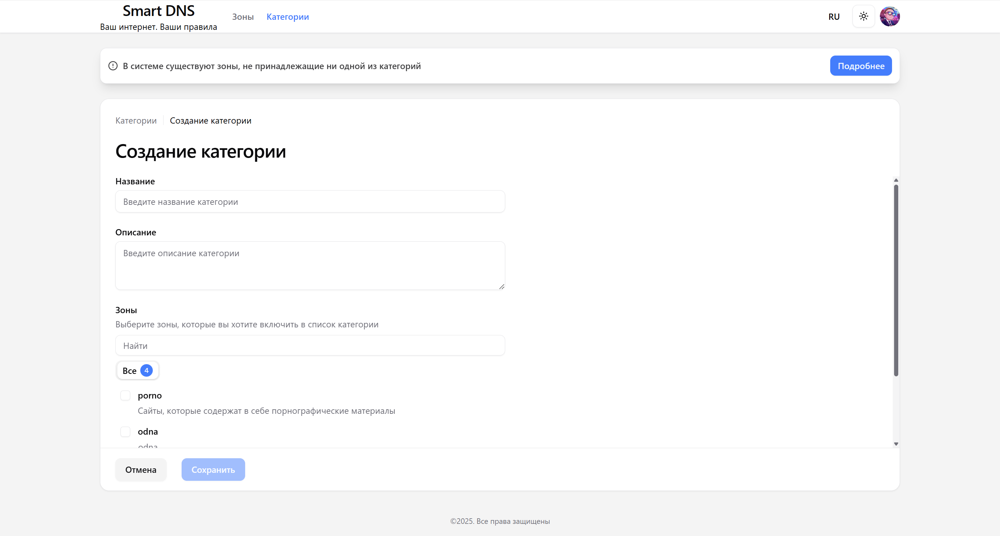 Smart DNS
Ваш интернет. Ваши правила
Зоны
Категории
RU
В системе существуют зоны, не принадлежащие ни одной из категорий
Подробнее
Категории
Создание категории
Создание категории
Название
Введите название категории
Описание
Введите описание категории
Зоны
Выберите зоны, которые вы хотите включить в список категории
Найти
Все 4
porno
Сайты, которые содержат в себе порнографические материалы
odna
odna
Отмена
Сохранить
©2025. Все права защищены